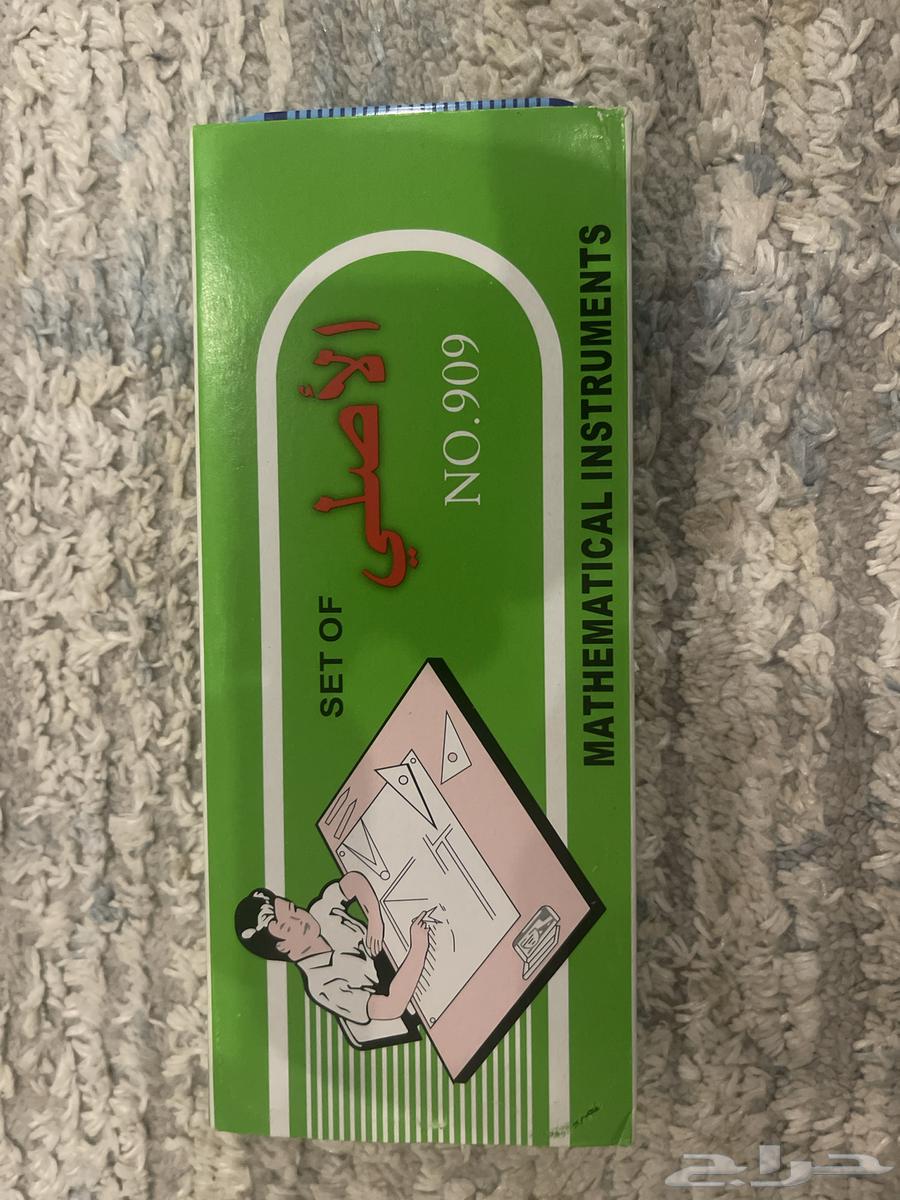 SET OF
الأصلي
NO.909
MATHEMATICAL INSTRUMENTS
حراج